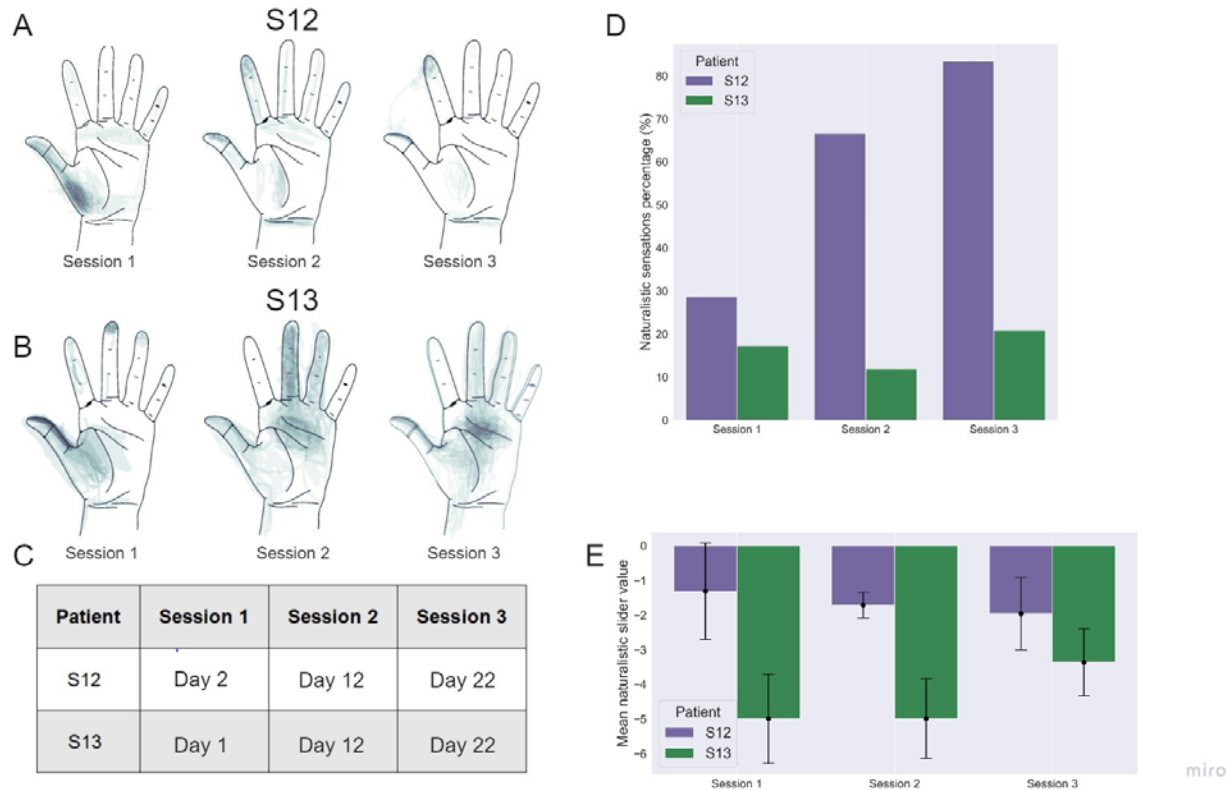 A
S12
Session 1
Session 2
Session 3
S13
B
Session 1
Session 2
Session 3
C
Patient Session 1 Session 2 Session 3
S12 Day 2 Day 12 Day 22
S13 Day 1 Day 12 Day 22
D
Patient
S12
S13
Naturalistic sensations percentage (%)
80
70
60
50
40
30
20
10
0
Session 1 Session 2 Session 3
E
Mean naturalistic slider value
0
−1
−2
−3
−4
−5
−6
Patient
S12
S13
Session 1 Session 2 Session 3
miro